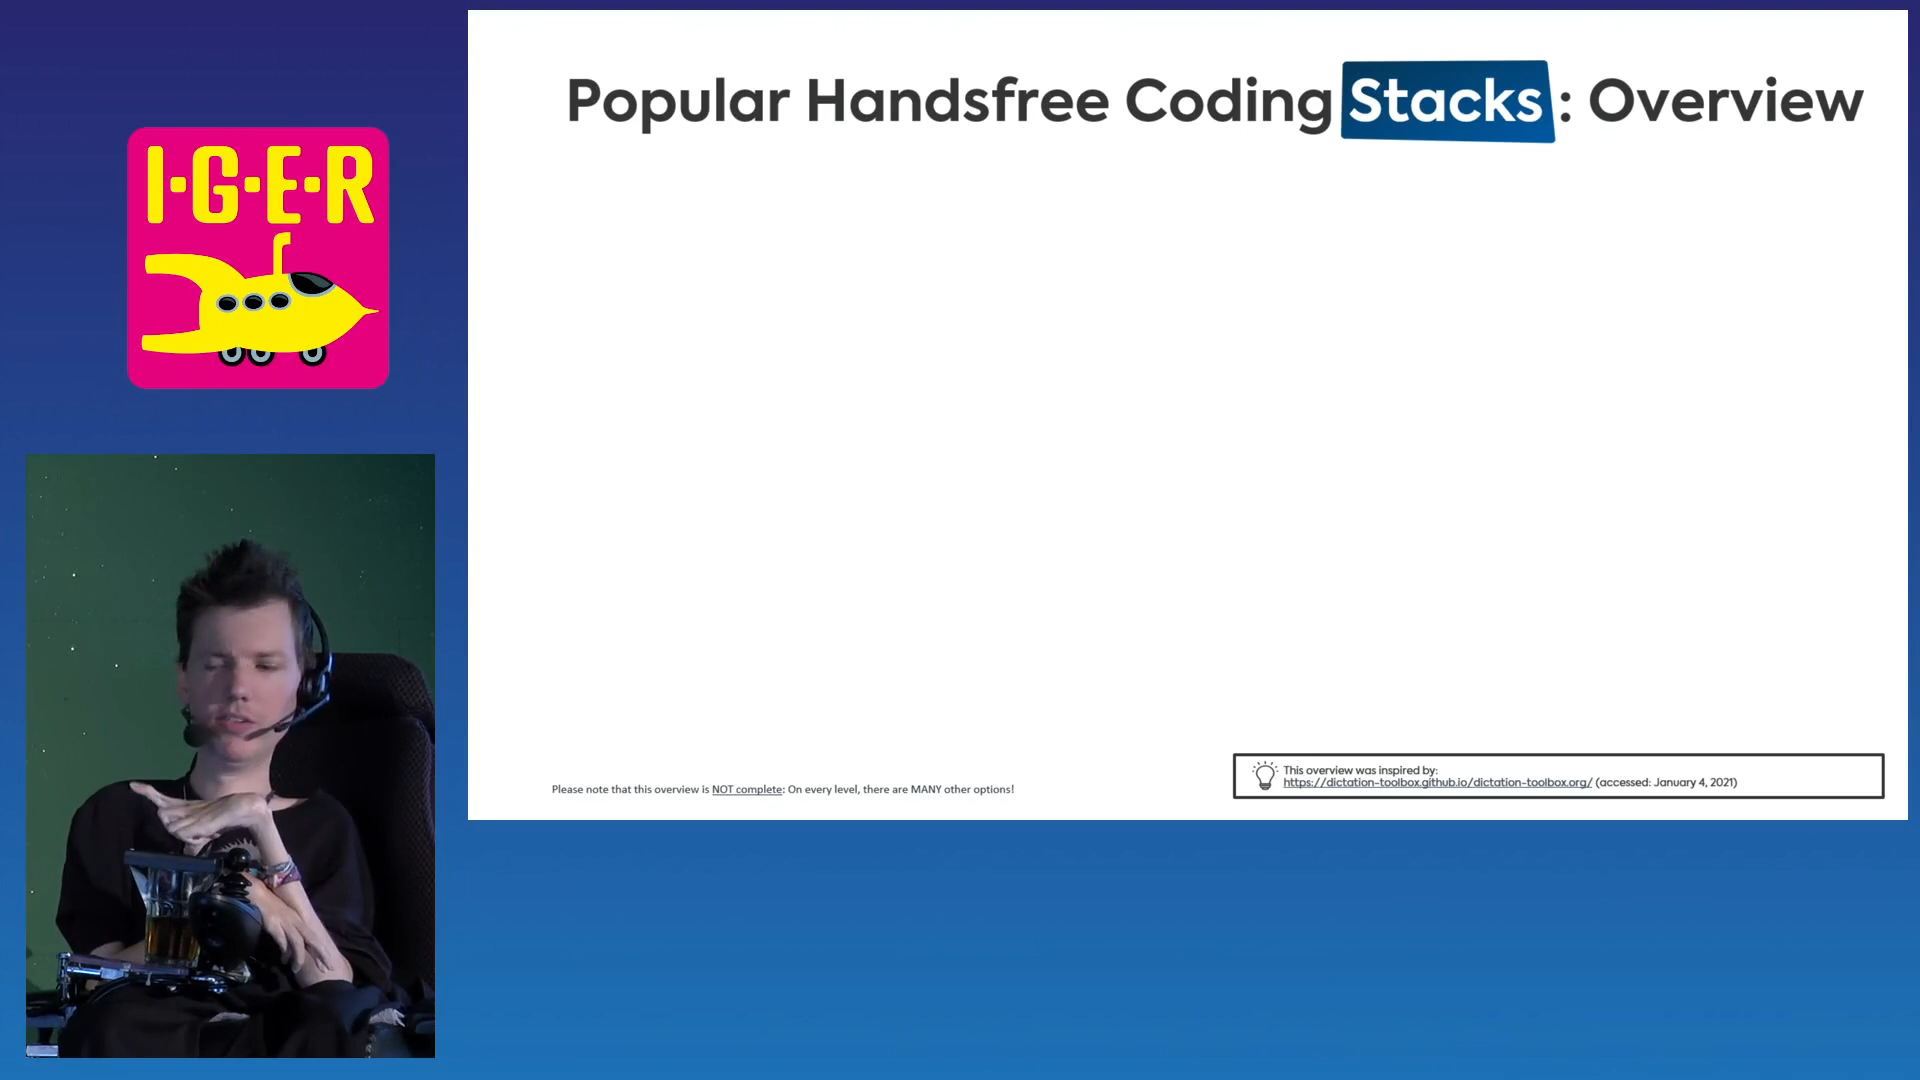 I·G·E·R
Popular Handsfree Coding Stacks : Overview
Please note that this overview is NOT complete: On every level, there are MANY other options!
This overview was inspired by:
https://dictation-toolbox.github.io/dictation-toolbox.org/ (accessed: January 4, 2021)